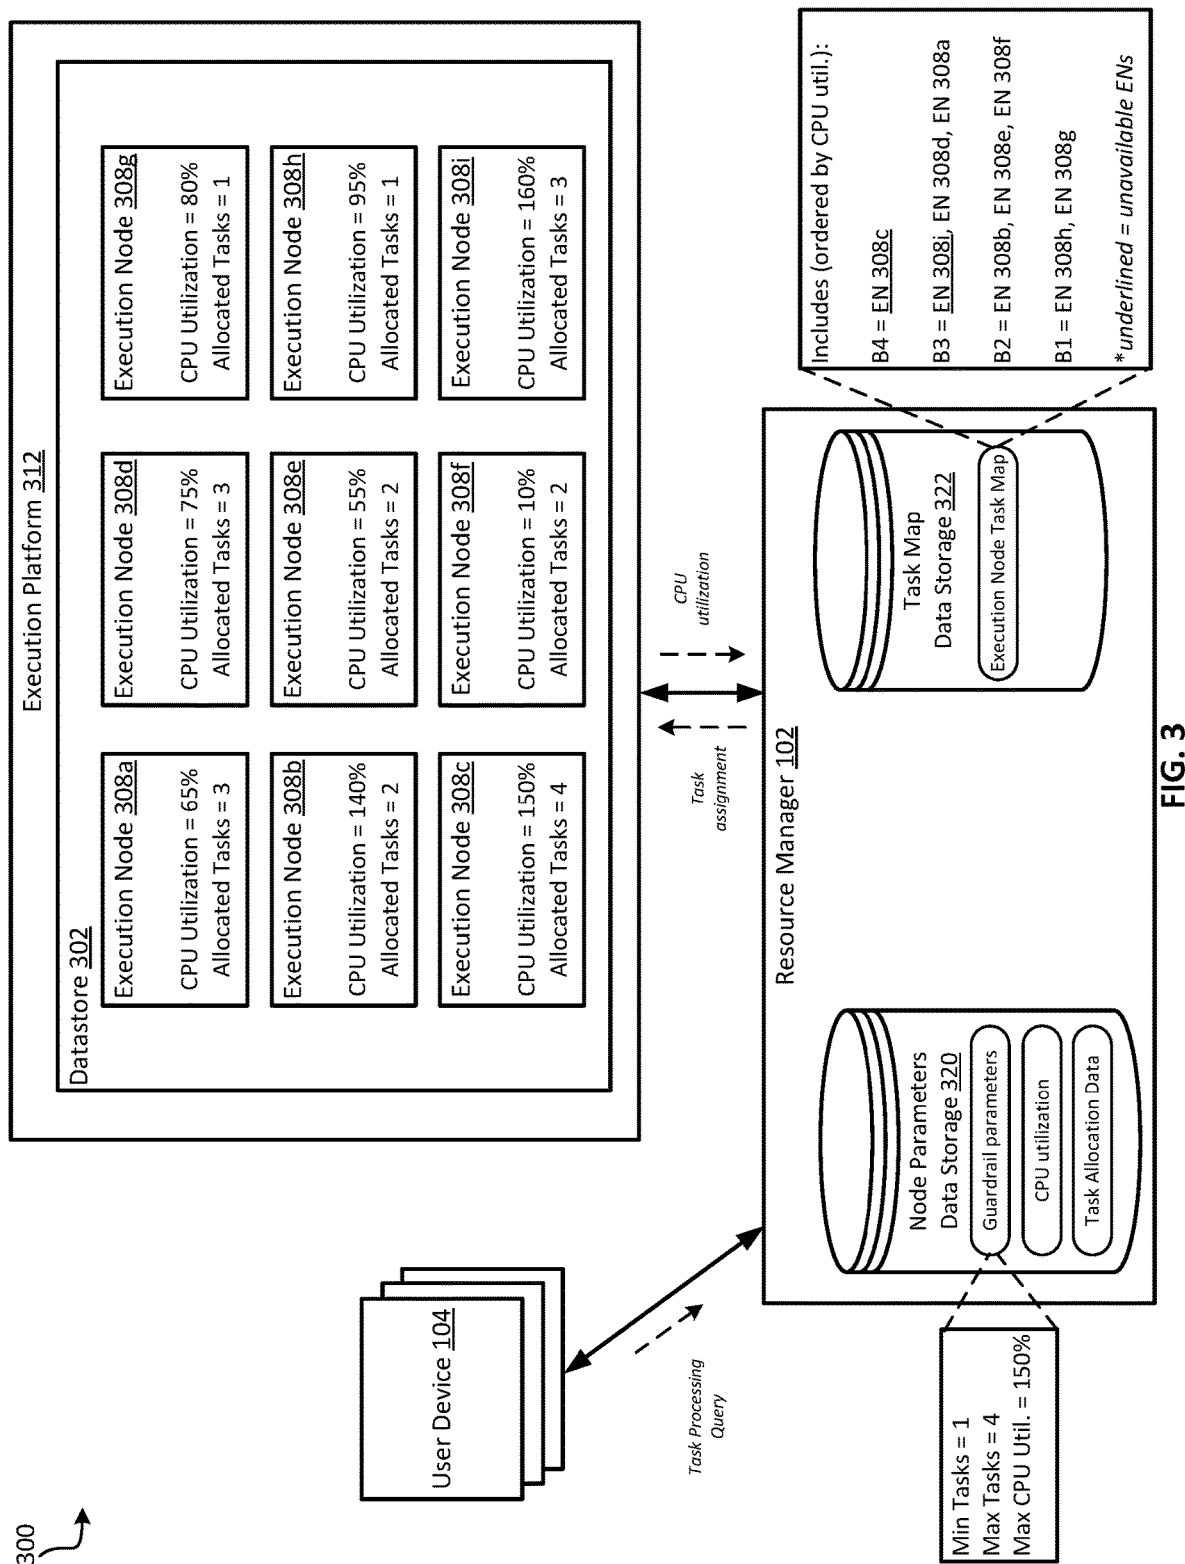 300
Execution Platform 312
Datastore 302
Execution Node 308a
CPU Utilization = 65%
Allocated Tasks = 3
Execution Node 308d
CPU Utilization = 75%
Allocated Tasks = 3
Execution Node 308g
CPU Utilization = 80%
Allocated Tasks = 1
Execution Node 308b
CPU Utilization = 140%
Allocated Tasks = 2
Execution Node 308e
CPU Utilization = 55%
Allocated Tasks = 2
Execution Node 308h
CPU Utilization = 95%
Allocated Tasks = 1
Execution Node 308c
CPU Utilization = 150%
Allocated Tasks = 4
Execution Node 308f
CPU Utilization = 10%
Allocated Tasks = 2
Execution Node 308i
CPU Utilization = 160%
Allocated Tasks = 3
User Device 104
Task Processing
Query
Task
assignment
CPU
utilization
Resource Manager 102
Node Parameters
Data Storage 320
Guardrail parameters
CPU utilization
Task Allocation Data
Min Tasks = 1
Max Tasks = 4
Max CPU Util. = 150%
Task Map
Data Storage 322
Execution Node Task Map
Includes (ordered by CPU util.):
B4 = EN 308c
B3 = EN 308i, EN 308d, EN 308a
B2 = EN 308b, EN 308e, EN 308f
B1 = EN 308h, EN 308g
*underlined = unavailable ENs
FIG. 3